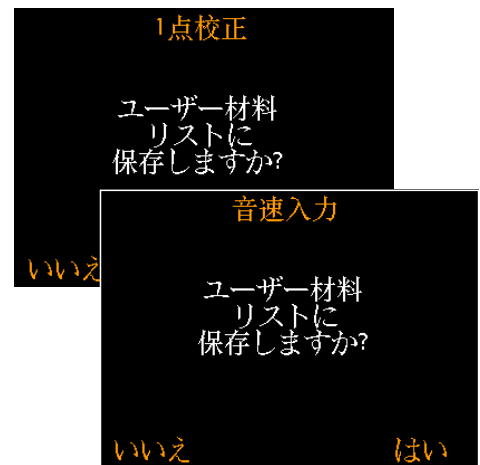 1点校正
ユーザー材料
リストに
保存しますか?
いいえ
音速入力
ユーザー材料
リストに
保存しますか?
いいえ はい